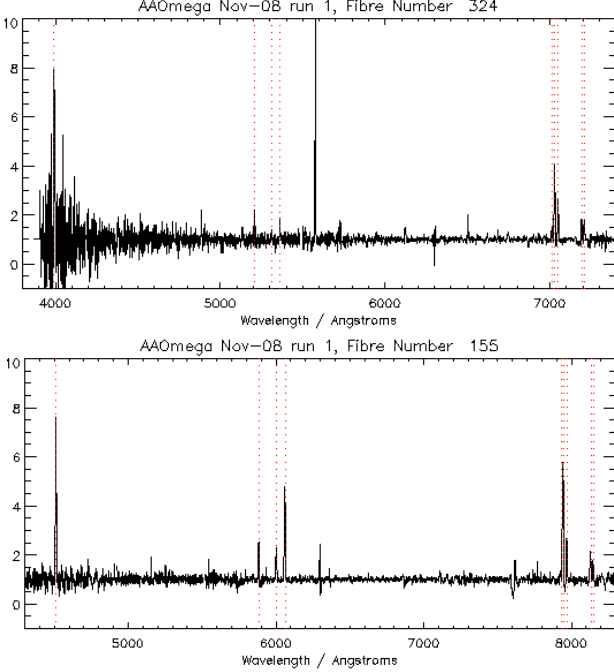 AAOmega Nov-08 run 1, Fibre Number 324
10
8
6
4
2
0
4000 5000 6000 7000
Wavelength / Angstroms
AAOmega Nov-08 run 1, Fibre Number 155
10
8
6
4
2
0
5000 6000 7000 8000
Wavelength / Angstroms